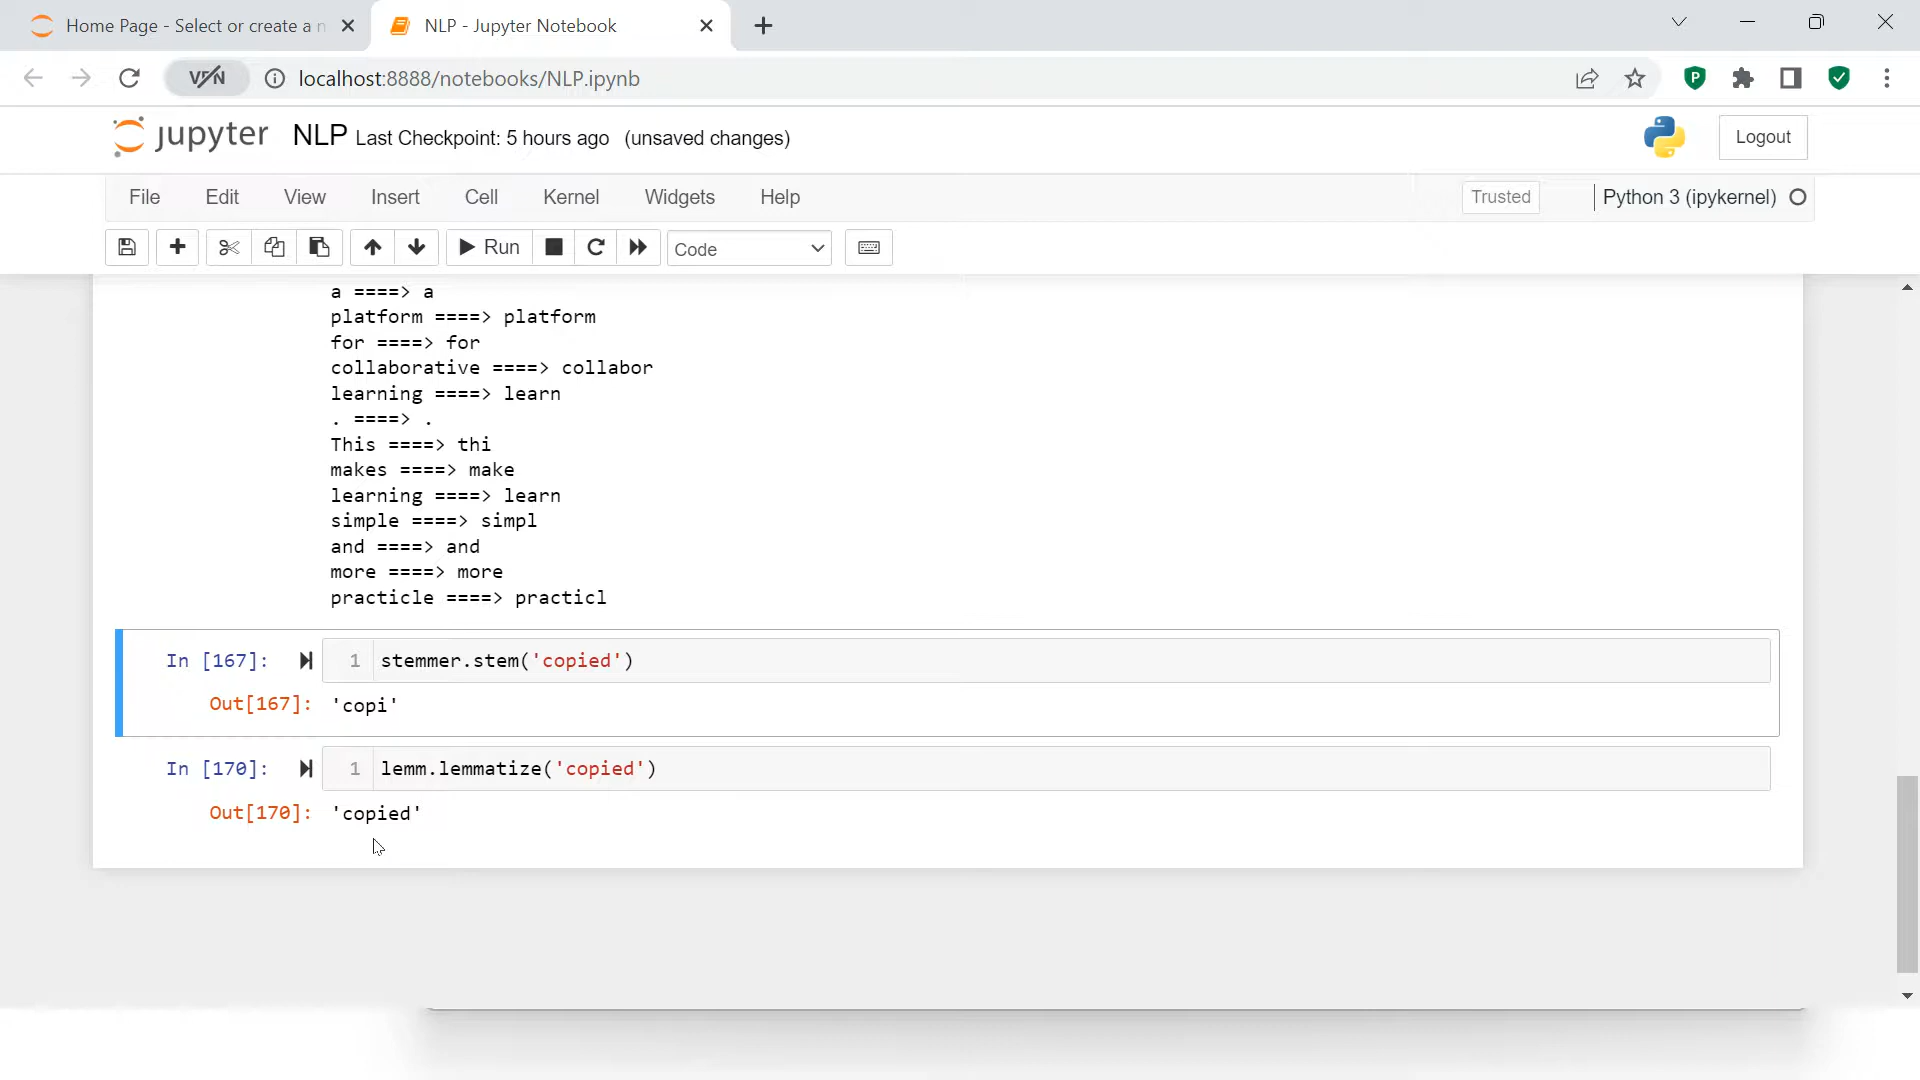 Home Page - Select or create a n
NLP - Jupyter Notebook
VPN
localhost:8888/notebooks/NLP.ipynb
P
jupyter NLP Last Checkpoint: 5 hours ago (unsaved changes)
Logout
File Edit View Insert Cell Kernel Widgets Help
Trusted
Python 3 (ipykernel)
Run
Code
a ====> a
platform ====> platform
for ====> for
collaborative ====> collabor
learning ====> learn
. ====> .
This ====> thi
makes ====> make
learning ====> learn
simple ====> simpl
and ====> and
more ====> more
practicle ====> practicl
In [167]: 1 stemmer.stem('copied')
Out[167]: 'copi'
In [170]: 1 lemm.lemmatize('copied')
Out[170]: 'copied'